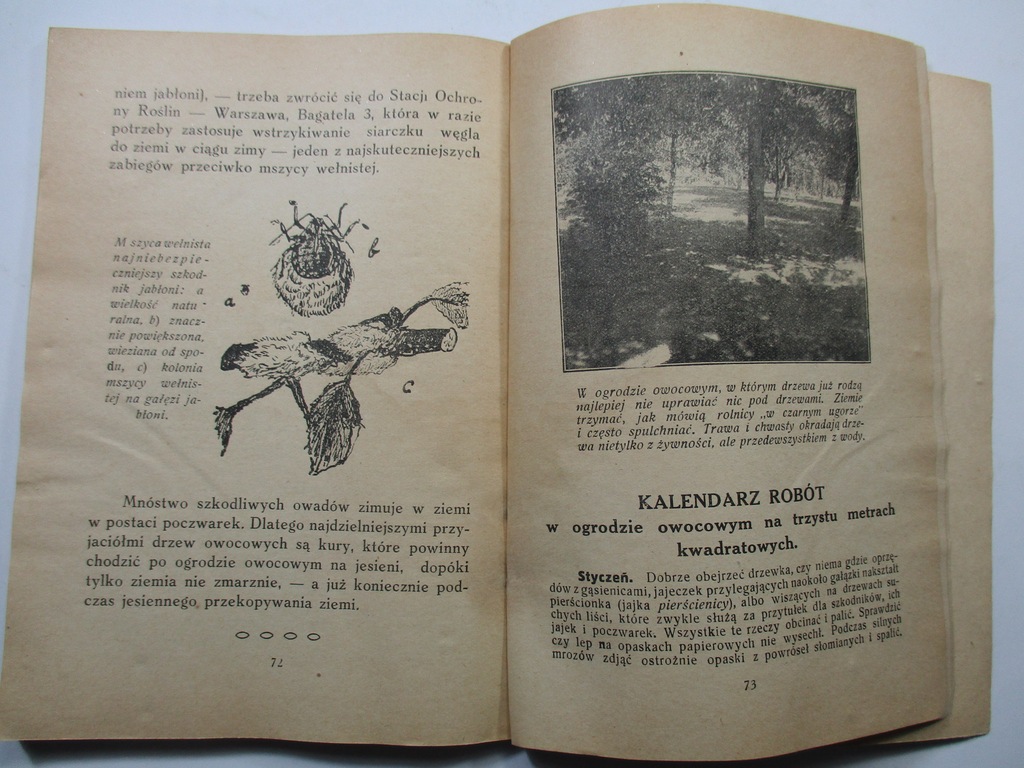 niem jabłoni), — trzeba zwrócić się do Stacji Ochro-
ny Roślin — Warszawa, Bagatela 3, która w razie
potrzeby zastosuje wstrzykiwanie siarczku węgla
do ziemi w ciągu zimy — jeden z najskuteczniejszych
zabiegów przeciwko mszycy wełnistej.
Mszyca wełnista
najniebezpie-
czniejszy szkod-
nik jabłoni: a
wielkość natu-
ralna, b) znacz-
nie powiększona,
wieziana od spo-
du, c) kolonia
mszycy wełnis-
tej na gałęzi ja-
błoni.
b
a
c
Mnóstwo szkodliwych owadów zimuje w ziemi
w postaci poczwarek. Dlatego najdzielniejszymi przy-
jaciółmi drzew owocowych są kury, które powinny
chodzić po ogrodzie owocowym na jesieni, dopóki
tylko ziemia nie zmarznie, — a już koniecznie pod-
czas jesiennego przekopywania ziemi.
72
W ogrodzie owocowym, w którym drzewa już rodzą
najlepiej nie uprawiać nic pod drzewami. Ziemie
trzymać, jak mówią rolnicy „w czarnym ugorze"
i często spulchniać. Trawa i chwasty okradają drze-
wa nietylko z żywności, ale przedewszystkiem z wody.
KALENDARZ ROBÓT
w ogrodzie owocowym na trzystu metrach
kwadratowych.
Styczeń. Dobrze obejrzeć drzewka, czy niema gdzie oprzę-
dów z gąsienicami, jajeczek przylegających naokoło gałązki nakształt
pierścionka (jajka pierścienicy), albo wiszących na drzewach su-
chych liści, które zwykle służą za przytułek dla szkodników, ich
jajek i poczwarek. Wszystkie te rzeczy obcinać i palić. Sprawdzić
czy lep na opaskach papierowych nie wysechł. Podczas silnych
mrozów zdjąć ostrożnie opaski z powróseł słomianych i spalić.
73